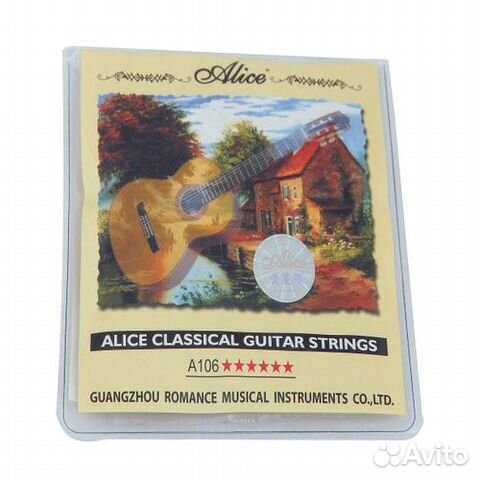 Alice
Alice
ALICE CLASSICAL GUITAR STRINGS
A106 ★★★★★★
GUANGZHOU ROMANCE MUSICAL INSTRUMENTS CO.,LTD.
Avito